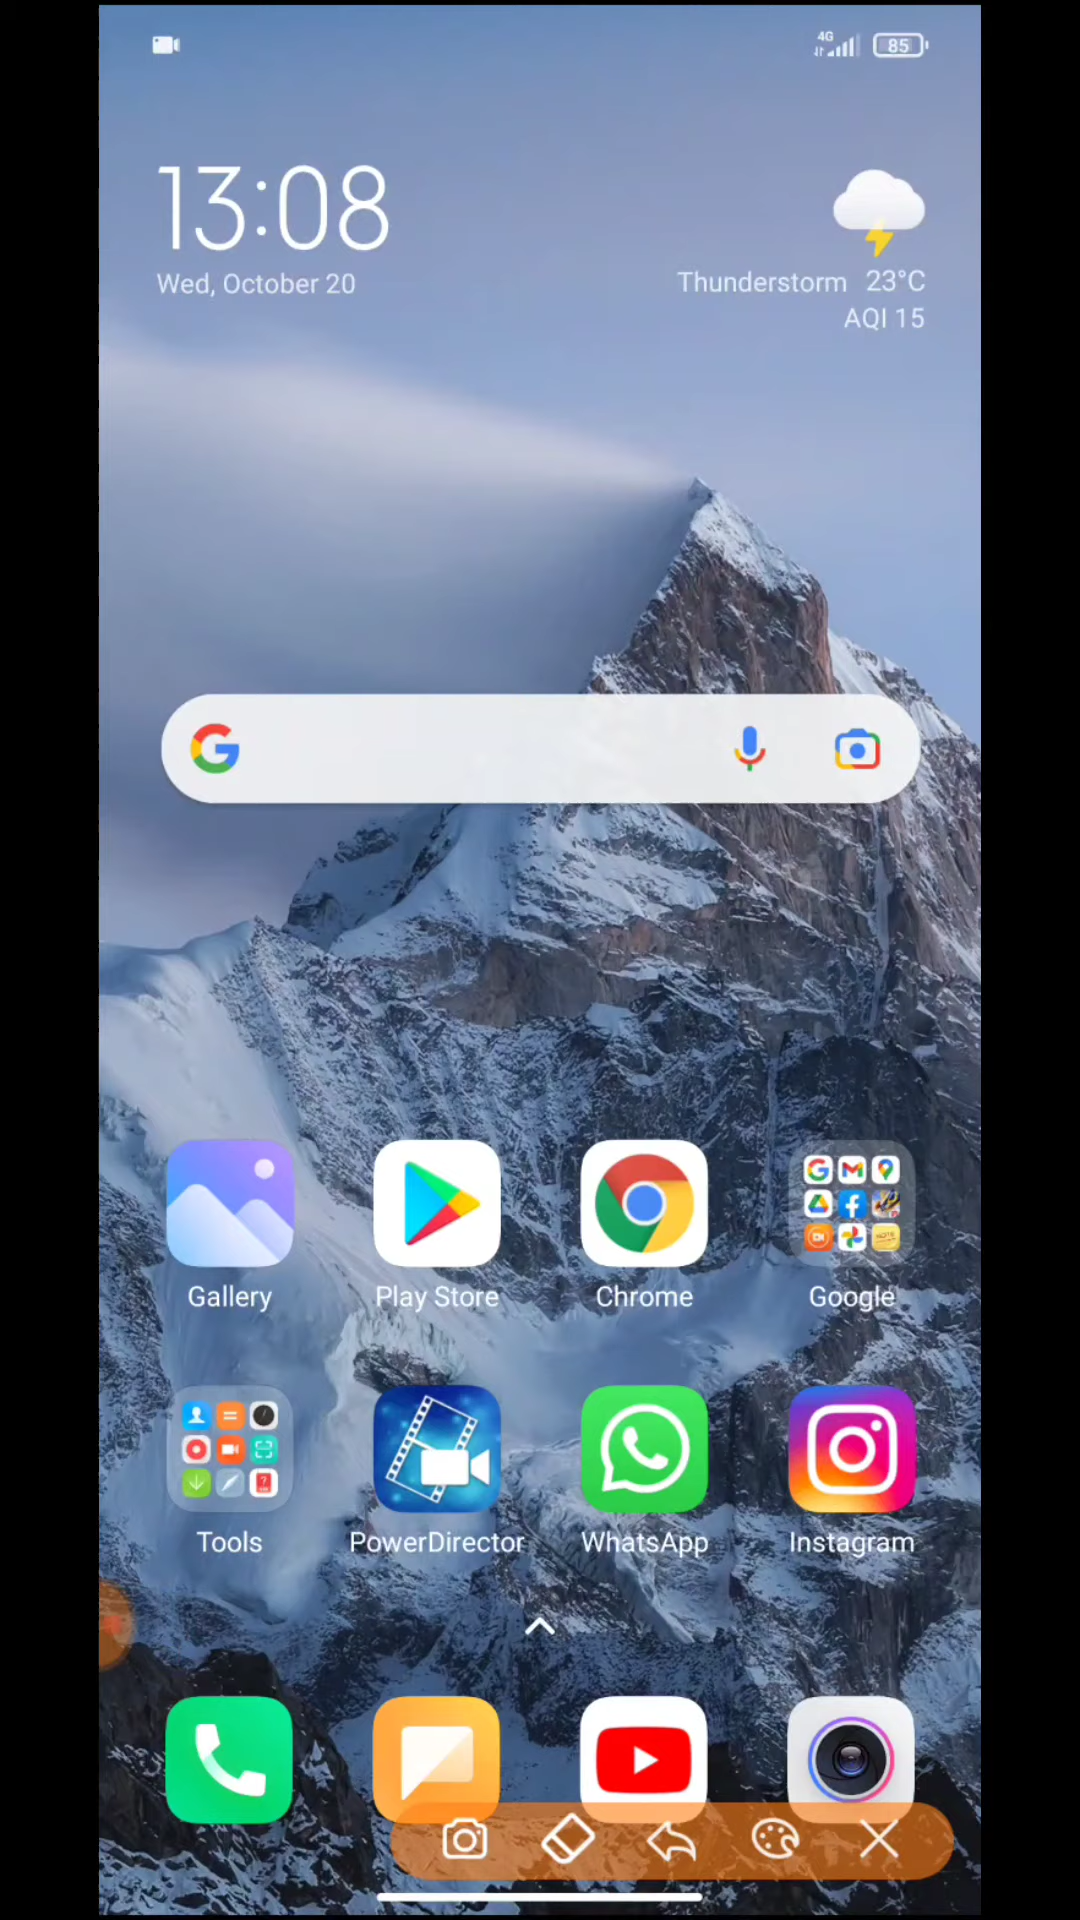 4G
85
13:08
Wed, October 20
Thunderstorm 23°C
AQI 15
Gallery
Play Store
Chrome
Google
Tools
PowerDirector
WhatsApp
Instagram